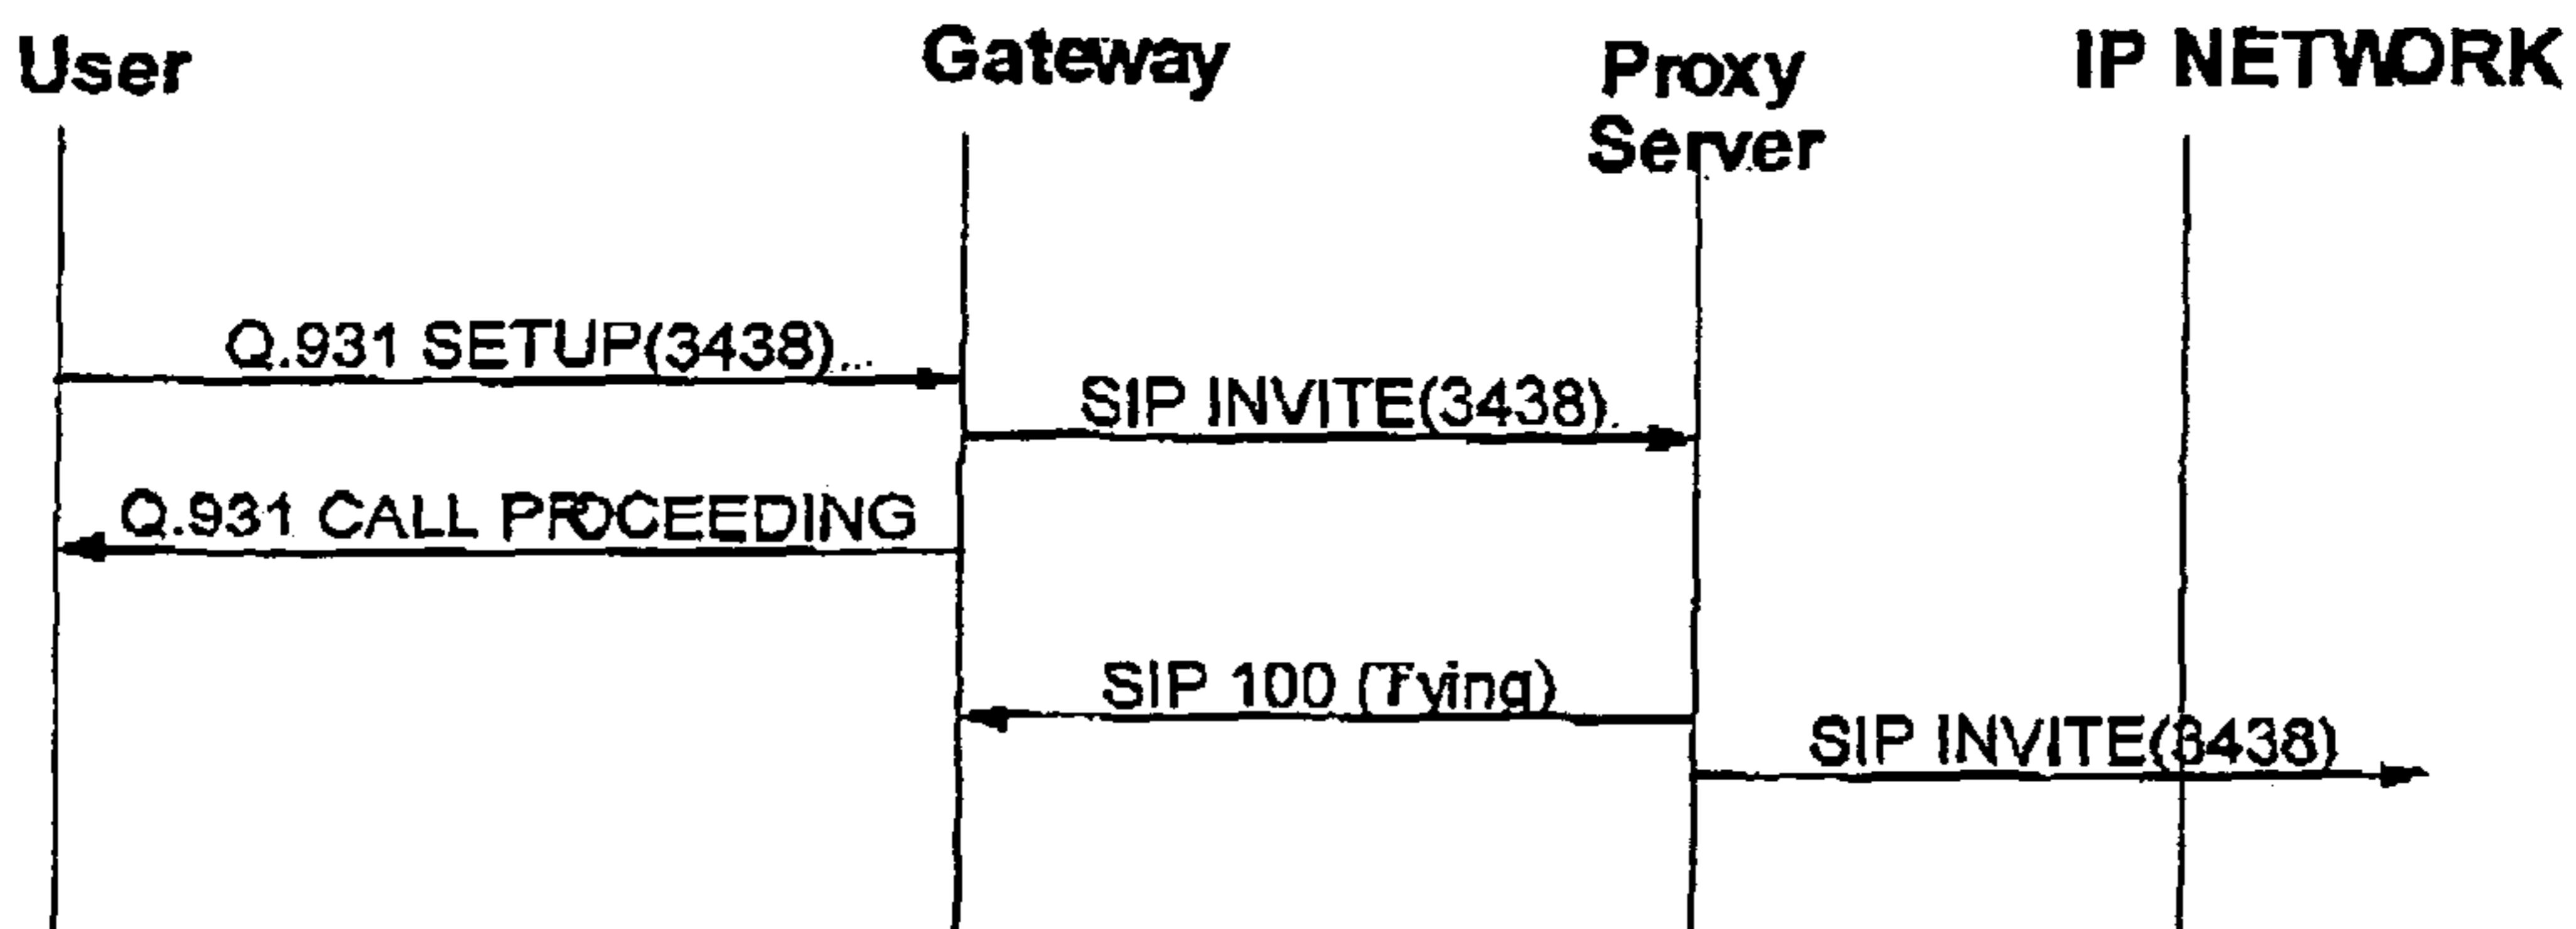 User
Gateway
Proxy
Server
IP NETWORK
Q.931 SETUP(3438)...
SIP INVITE(3438).
Q.931 CALL PROCEEDING
SIP 100 (Tying)
SIP INVITE(3438)